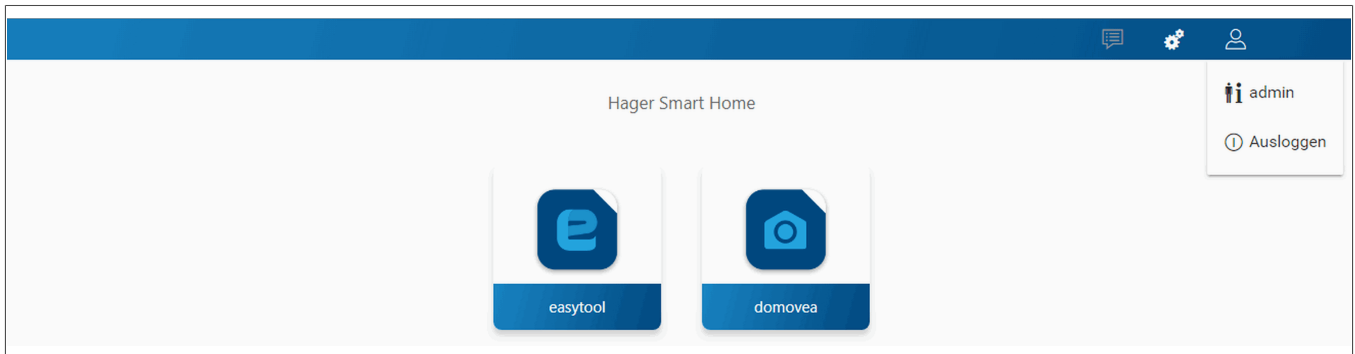 Hager Smart Home
admin
Ausloggen
easytool
domovea